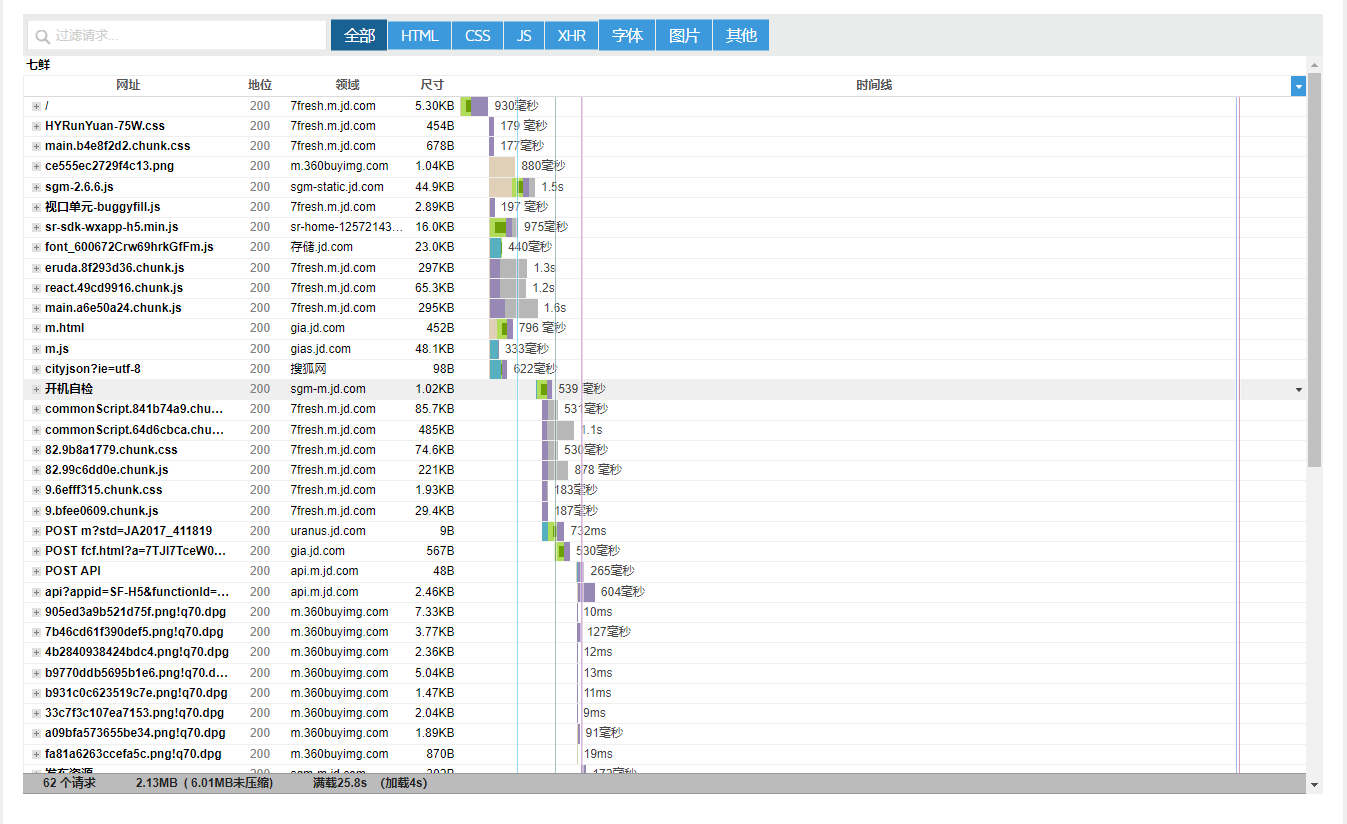 过滤请求...
全部 HTML CSS JS XHR 字体 图片 其他
七鲜
网址 地位 领域 尺寸 时间线
/ 200 7fresh.m.jd.com 5.30KB 930毫秒
HYRunYuan-75W.css 200 7fresh.m.jd.com 454B 179 毫秒
main.b4e8f2d2.chunk.css 200 7fresh.m.jd.com 678B 177毫秒
ce555ec2729f4c13.png 200 m.360buyimg.com 1.04KB 880毫秒
sgm-2.6.6.js 200 sgm-static.jd.com 44.9KB 1.5s
视口单元-buggyfill.js 200 7fresh.m.jd.com 2.89KB 197 毫秒
sr-sdk-wxapp-h5.min.js 200 sr-home-12572143... 16.0KB 975毫秒
font_600672Crw69hrkGfFm.js 200 存储.jd.com 23.0KB 440毫秒
eruda.8f293d36.chunk.js 200 7fresh.m.jd.com 297KB 1.3s
react.49cd9916.chunk.js 200 7fresh.m.jd.com 65.3KB 1.2s
main.a6e50a24.chunk.js 200 7fresh.m.jd.com 295KB 1.6s
m.html 200 gia.jd.com 452B 796 毫秒
m.js 200 gias.jd.com 48.1KB 333毫秒
cityjson?ie=utf-8 200 搜狐网 98B 622毫秒
开机自检 200 sgm-m.jd.com 1.02KB 539 毫秒
commonScript.841b74a9.chu... 200 7fresh.m.jd.com 85.7KB 531毫秒
commonScript.64d6cbca.chu... 200 7fresh.m.jd.com 485KB 1.1s
82.9b8a1779.chunk.css 200 7fresh.m.jd.com 74.6KB 530毫秒
82.99c6dd0e.chunk.js 200 7fresh.m.jd.com 221KB 878 毫秒
9.6efff315.chunk.css 200 7fresh.m.jd.com 1.93KB 183毫秒
9.bfee0609.chunk.js 200 7fresh.m.jd.com 29.4KB 187毫秒
POST m?std=JA2017_411819 200 uranus.jd.com 9B 732ms
POST fcf.html?a=7TJI7TceW0... 200 gia.jd.com 567B 530毫秒
POST API 200 api.m.jd.com 48B 265毫秒
api?appid=SF-H5&functionId=... 200 api.m.jd.com 2.46KB 604毫秒
905ed3a9b521d75f.png!q70.dpg 200 m.360buyimg.com 7.33KB 10ms
7b46cd61f390def5.png!q70.dpg 200 m.360buyimg.com 3.77KB 127毫秒
4b2840938424bdc4.png!q70.dpg 200 m.360buyimg.com 2.36KB 12ms
b9770ddb5695b1e6.png!q70.d... 200 m.360buyimg.com 5.04KB 13ms
b931c0c623519c7e.png!q70.dpg 200 m.360buyimg.com 1.47KB 11ms
33c7f3c107ea7153.png!q70.dpg 200 m.360buyimg.com 2.04KB 9ms
a09bfa573655be34.png!q70.dpg 200 m.360buyimg.com 1.89KB 91毫秒
fa81a6263ccefa5c.png!q70.dpg 200 m.360buyimg.com 870B 19ms
200 sgm-m.jd.com
62 个请求 2.13MB ( 6.01MB未压缩) 满载25.8s (加载4s)